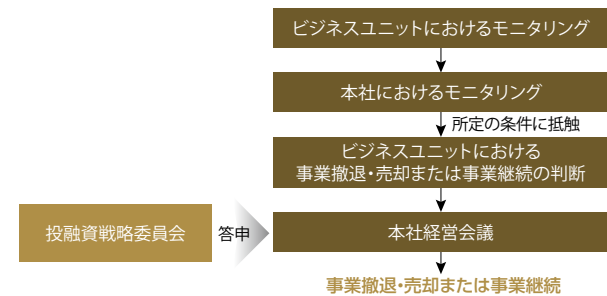 ビジネスユニットにおけるモニタリング
本社におけるモニタリング
所定の条件に抵触
ビジネスユニットにおける
事業撤退・売却または事業継続の判断
投融資戦略委員会
答申
本社経営会議
事業撤退・売却または事業継続